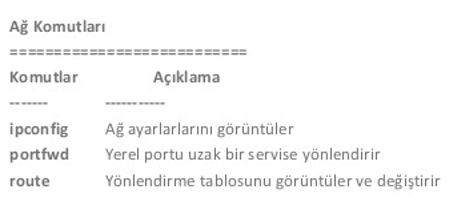 Ağ Komutları
==========================
Komutlar Açıklama
------- -----------
ipconfig Ağ ayarlarlarını görüntüler
portfwd Yerel portu uzak bir servise yönlendirir
route Yönlendirme tablosunu görüntüler ve değiştirir